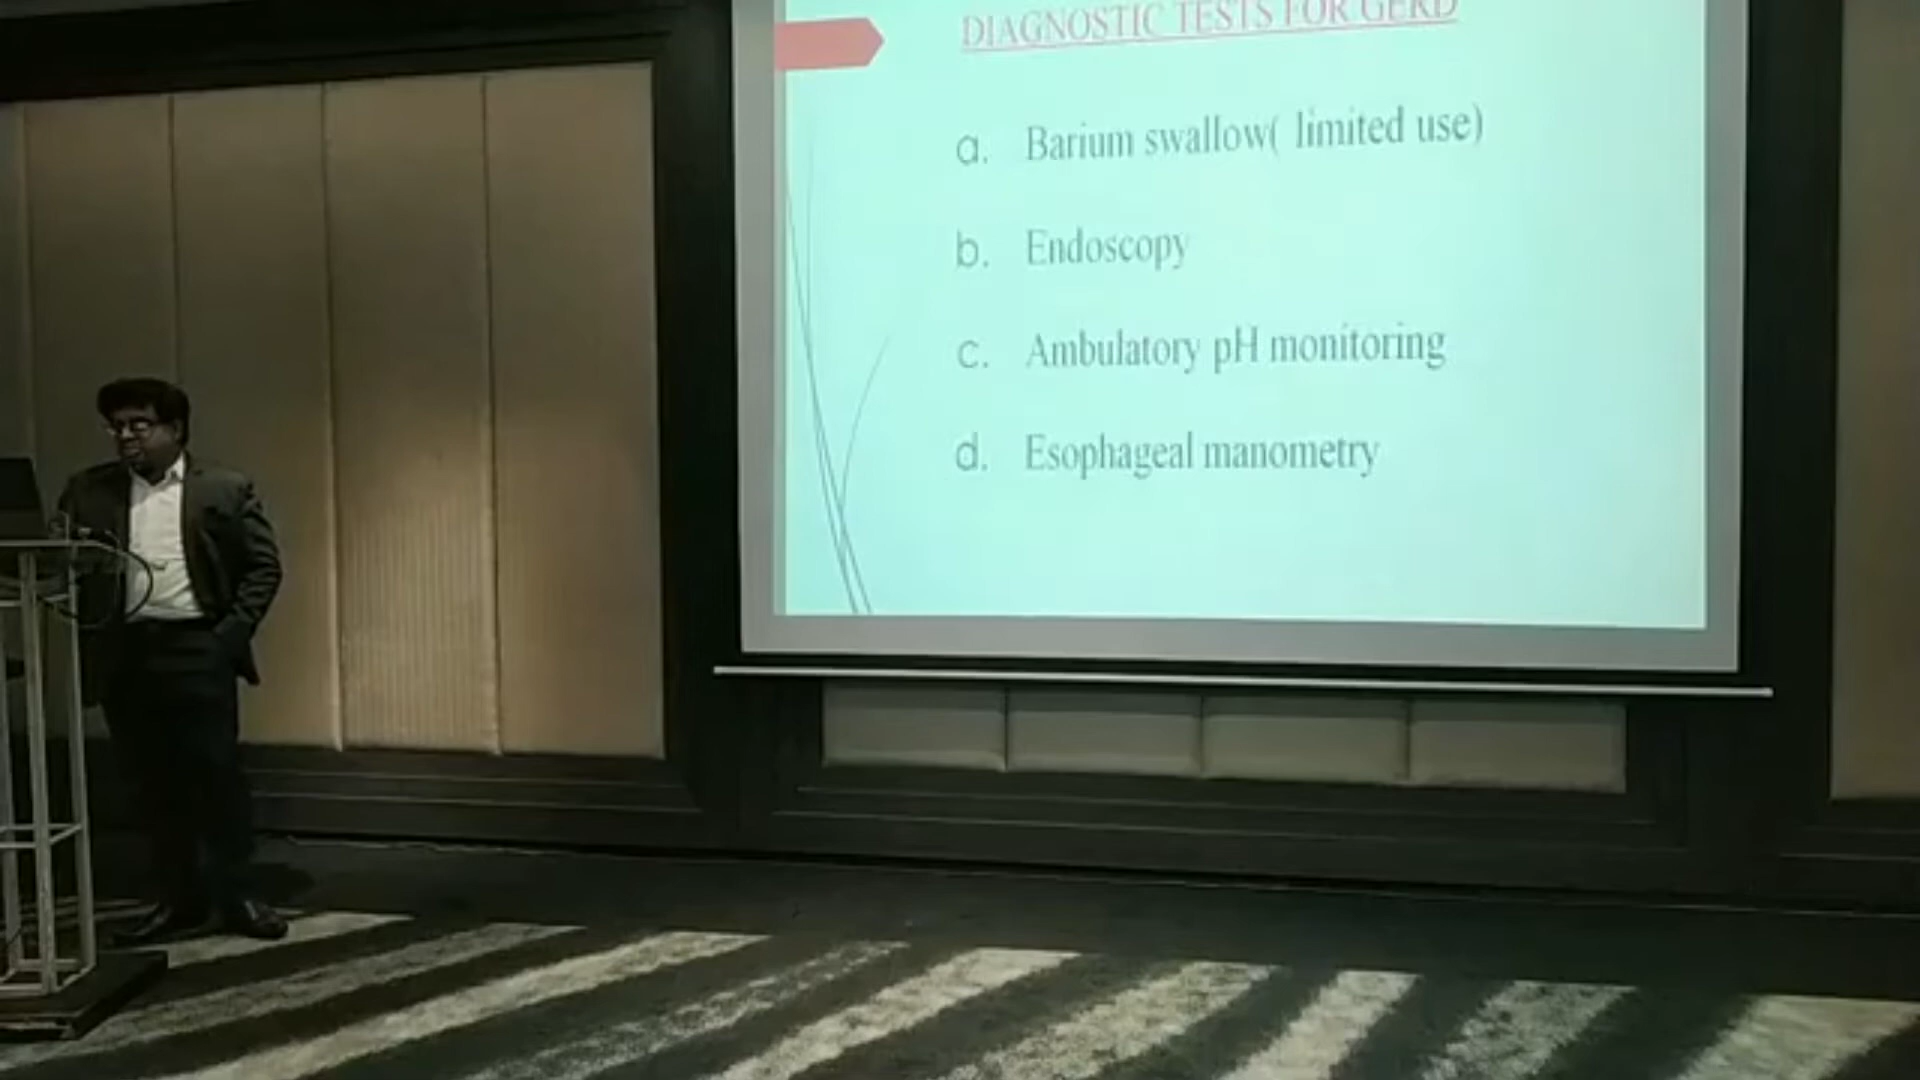 DIAGNOSTIC TESTS FOR GERD
a. Barium swallow( limited use)
b. Endoscopy
c. Ambulatory pH monitoring
d. Esophageal manometry